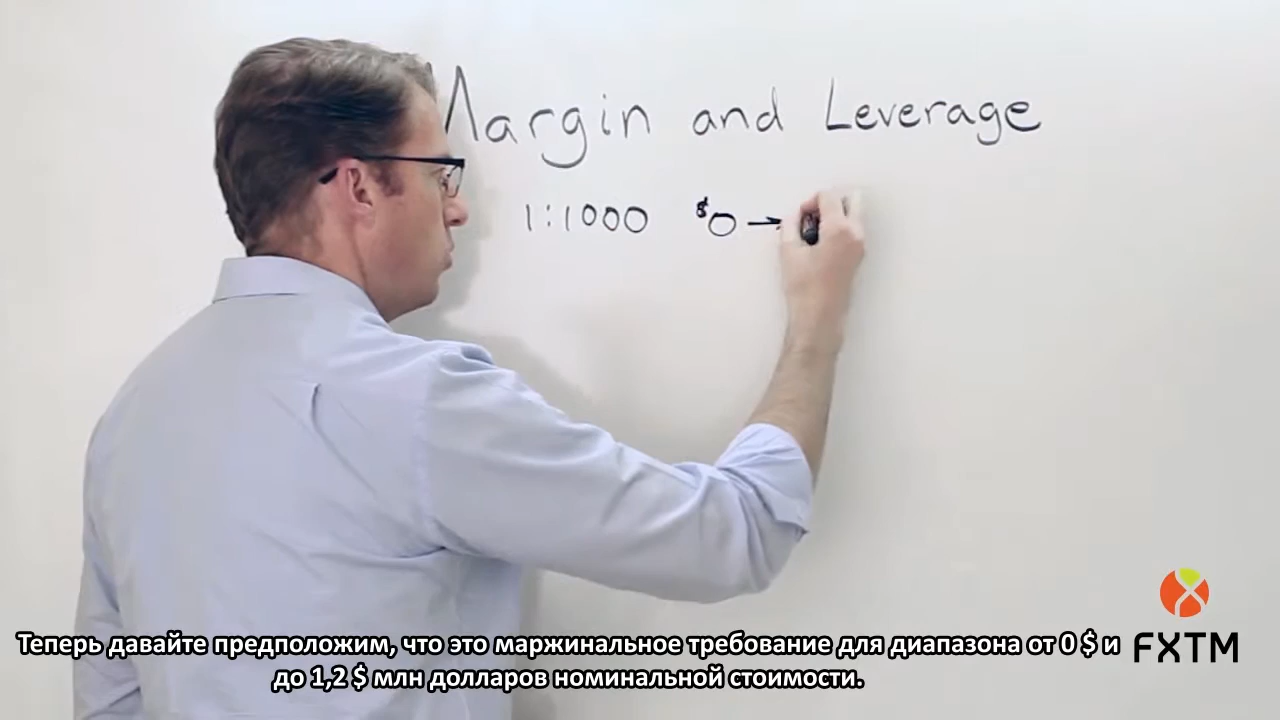 Margin and Leverage
1:1000 $0 →
FXTM
Теперь давайте предположим, что это маржинальное требование для диапазона от 0 $ и
до 1,2 $ млн долларов номинальной стоимости.